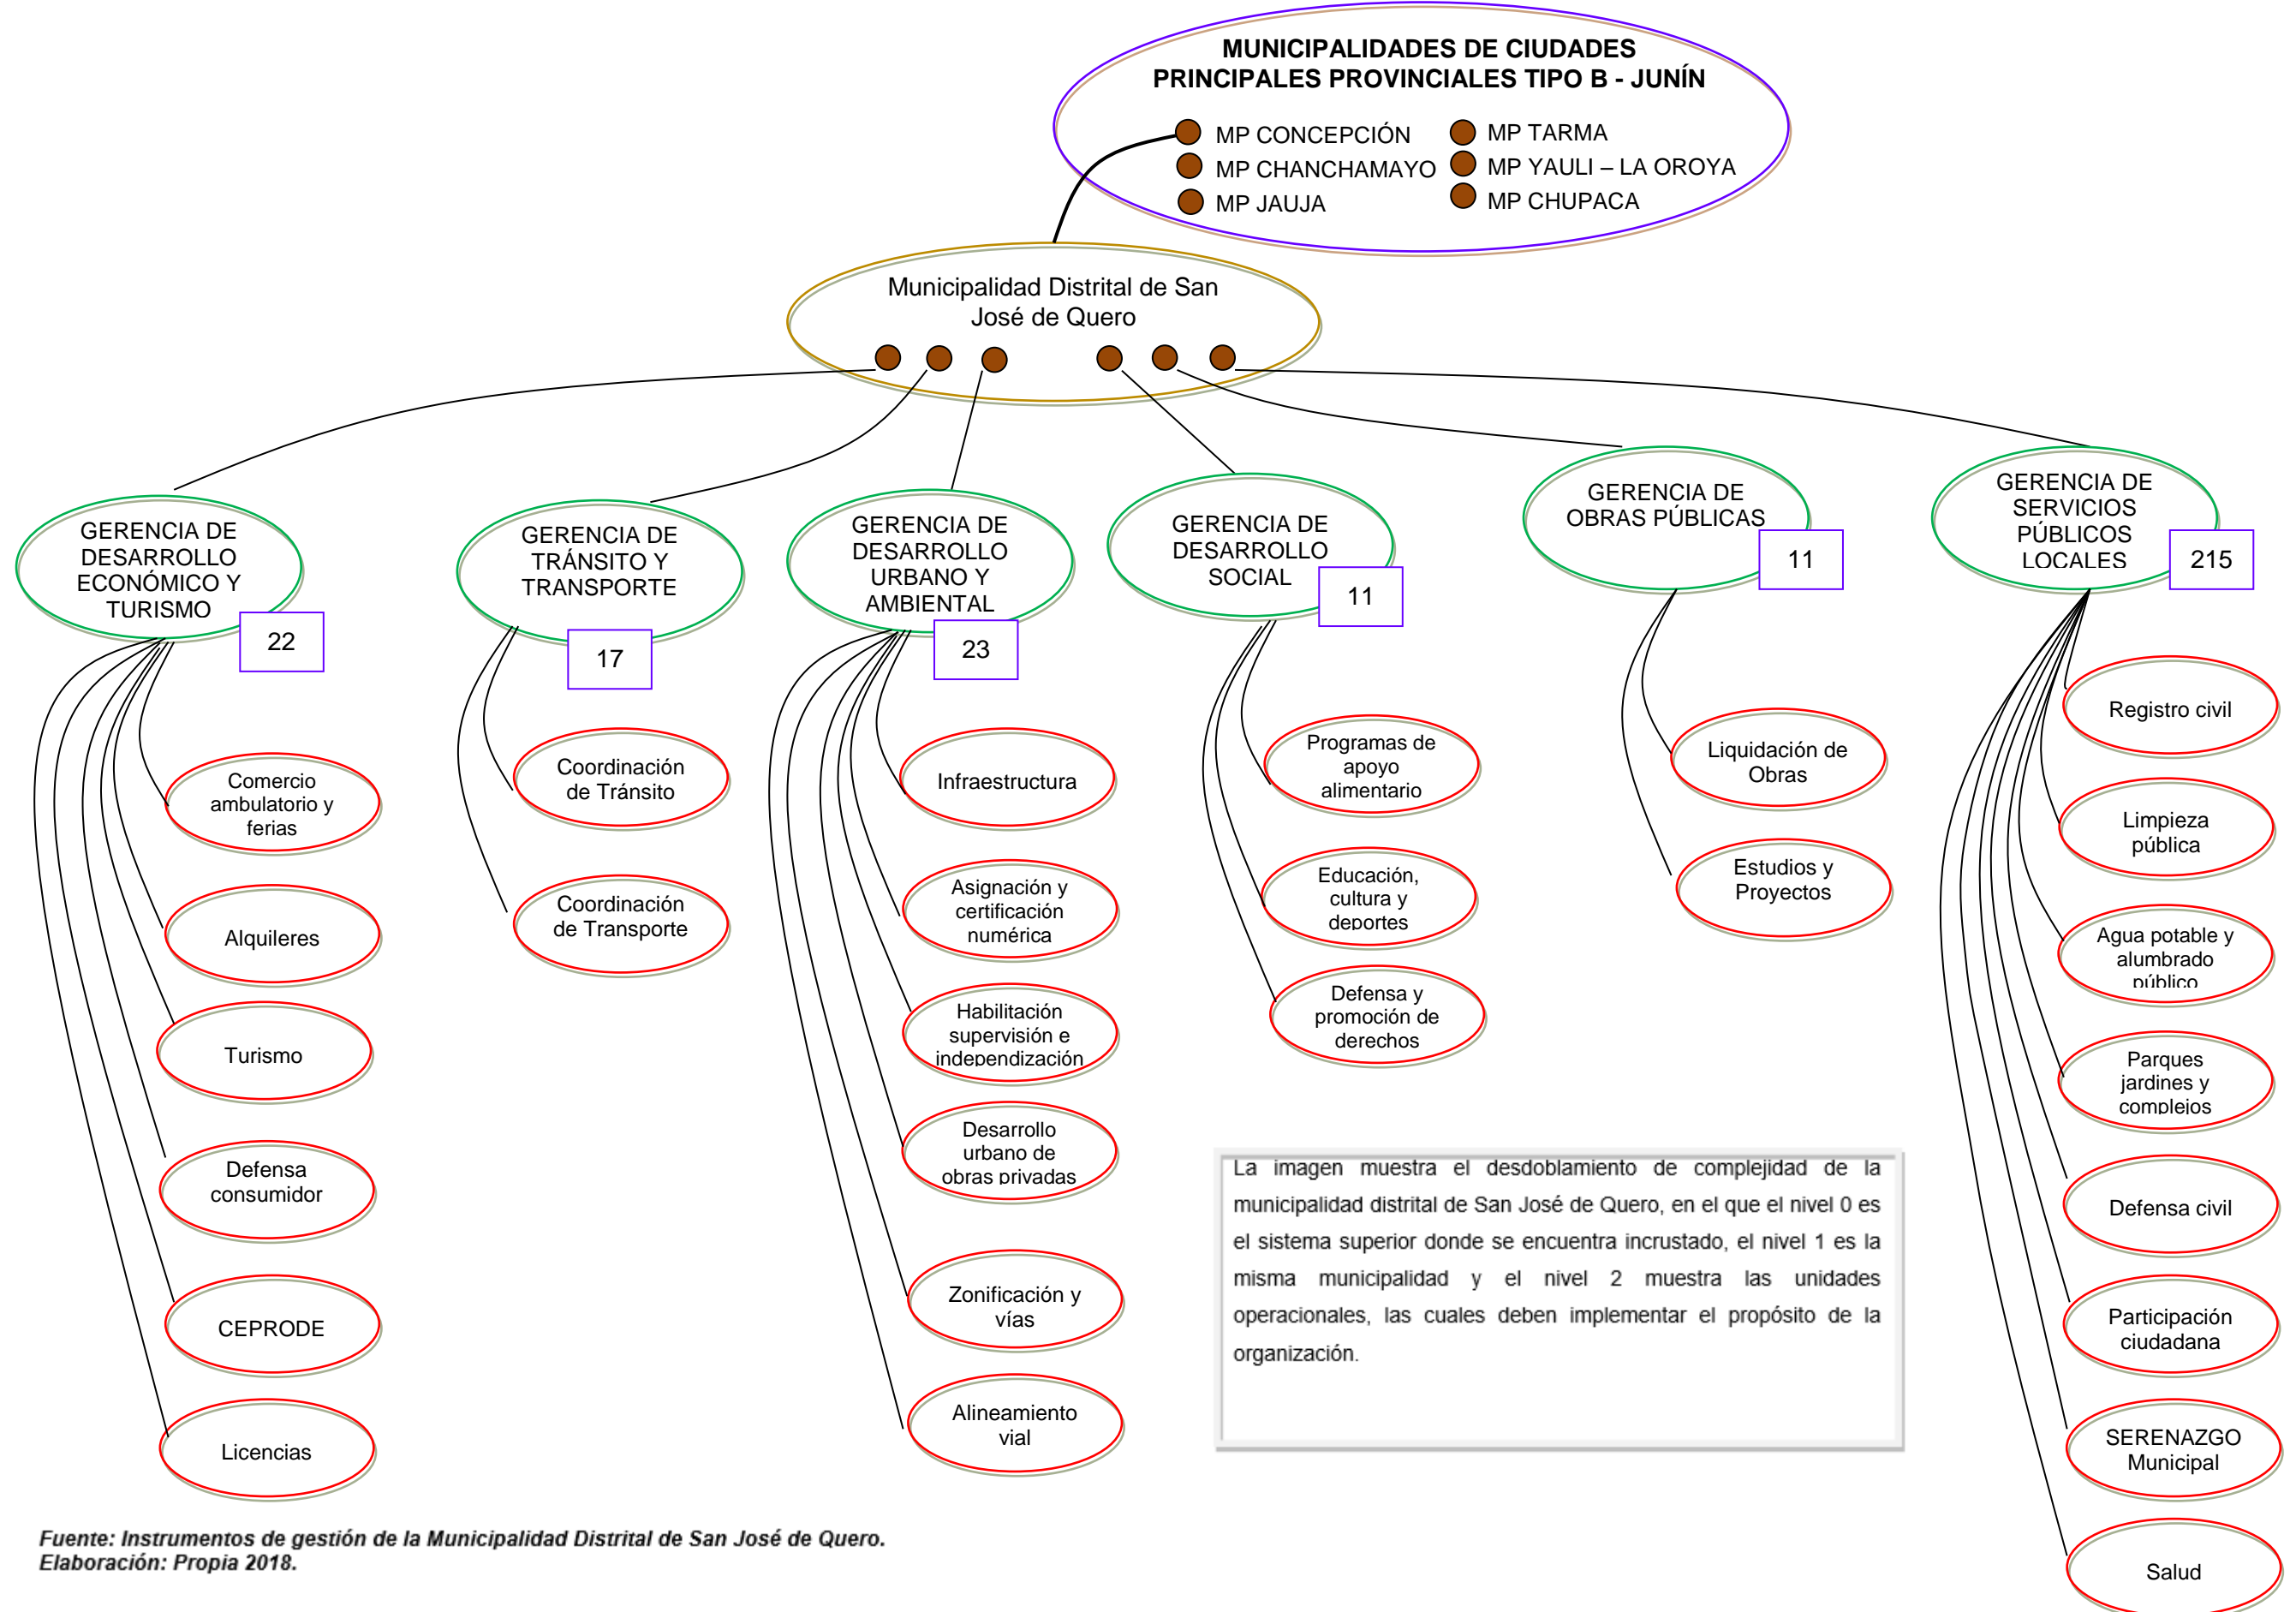 MUNICIPALIDADES DE CIUDADES
PRINCIPALES PROVINCIALES TIPO B - JUNÍN
MP CONCEPCIÓN
MP CHANCHAMAYO
MP JAUJA
MP TARMA
MP YAULI – LA OROYA
MP CHUPACA
Municipalidad Distrital de San
José de Quero
GERENCIA DE
DESARROLLO
ECONÓMICO Y
TURISMO
22
GERENCIA DE
TRÁNSITO Y
TRANSPORTE
17
GERENCIA DE
DESARROLLO
URBANO Y
AMBIENTAL
23
GERENCIA DE
DESARROLLO
SOCIAL
11
GERENCIA DE
OBRAS PÚBLICAS
11
GERENCIA DE
SERVICIOS
PÚBLICOS
LOCALES
215
Comercio
ambulatorio y
ferias
Alquileres
Turismo
Defensa
consumidor
CEPRODE
Licencias
Coordinación
de Tránsito
Coordinación
de Transporte
Infraestructura
Asignación y
certificación
numérica
Habilitación
supervisión e
independización
Desarrollo
urbano de
obras privadas
Zonificación y
vías
Alineamiento
vial
Programas de
apoyo
alimentario
Educación,
cultura y
deportes
Defensa y
promoción de
derechos
Liquidación de
Obras
Estudios y
Proyectos
Registro civil
Limpieza
pública
Agua potable y
alumbrado
público
Parques
jardines y
complejos
Defensa civil
Participación
ciudadana
SERENAZGO
Municipal
Salud
La imagen muestra el desdoblamiento de complejidad de la
municipalidad distrital de San José de Quero, en el que el nivel 0 es
el sistema superior donde se encuentra incrustado, el nivel 1 es la
misma municipalidad y el nivel 2 muestra las unidades
operacionales, las cuales deben implementar el propósito de la
organización.
Fuente: Instrumentos de gestión de la Municipalidad Distrital de San José de Quero.
Elaboración: Propia 2018.